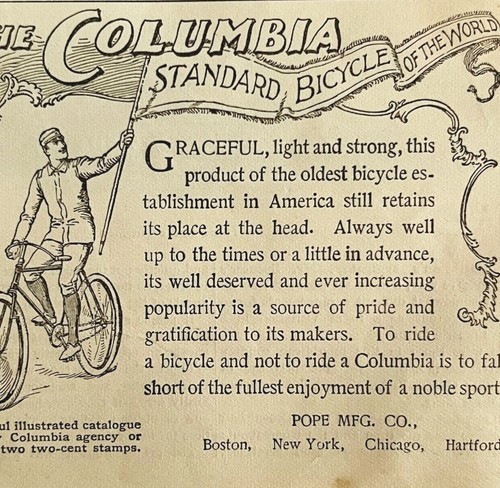 THE COLUMBIA
STANDARD BICYCLE OF THE WORLD
GRACEFUL, light and strong, this
product of the oldest bicycle es-
tablishment in America still retains
its place at the head. Always well
up to the times or a little in advance,
its well deserved and ever increasing
popularity is a source of pride and
gratification to its makers. To ride
a bicycle and not to ride a Columbia is to fal
short of the fullest enjoyment of a noble sport
POPE MFG. CO.,
Boston, New York, Chicago, Hartford
ul illustrated catalogue
Columbia agency or
two two-cent stamps.